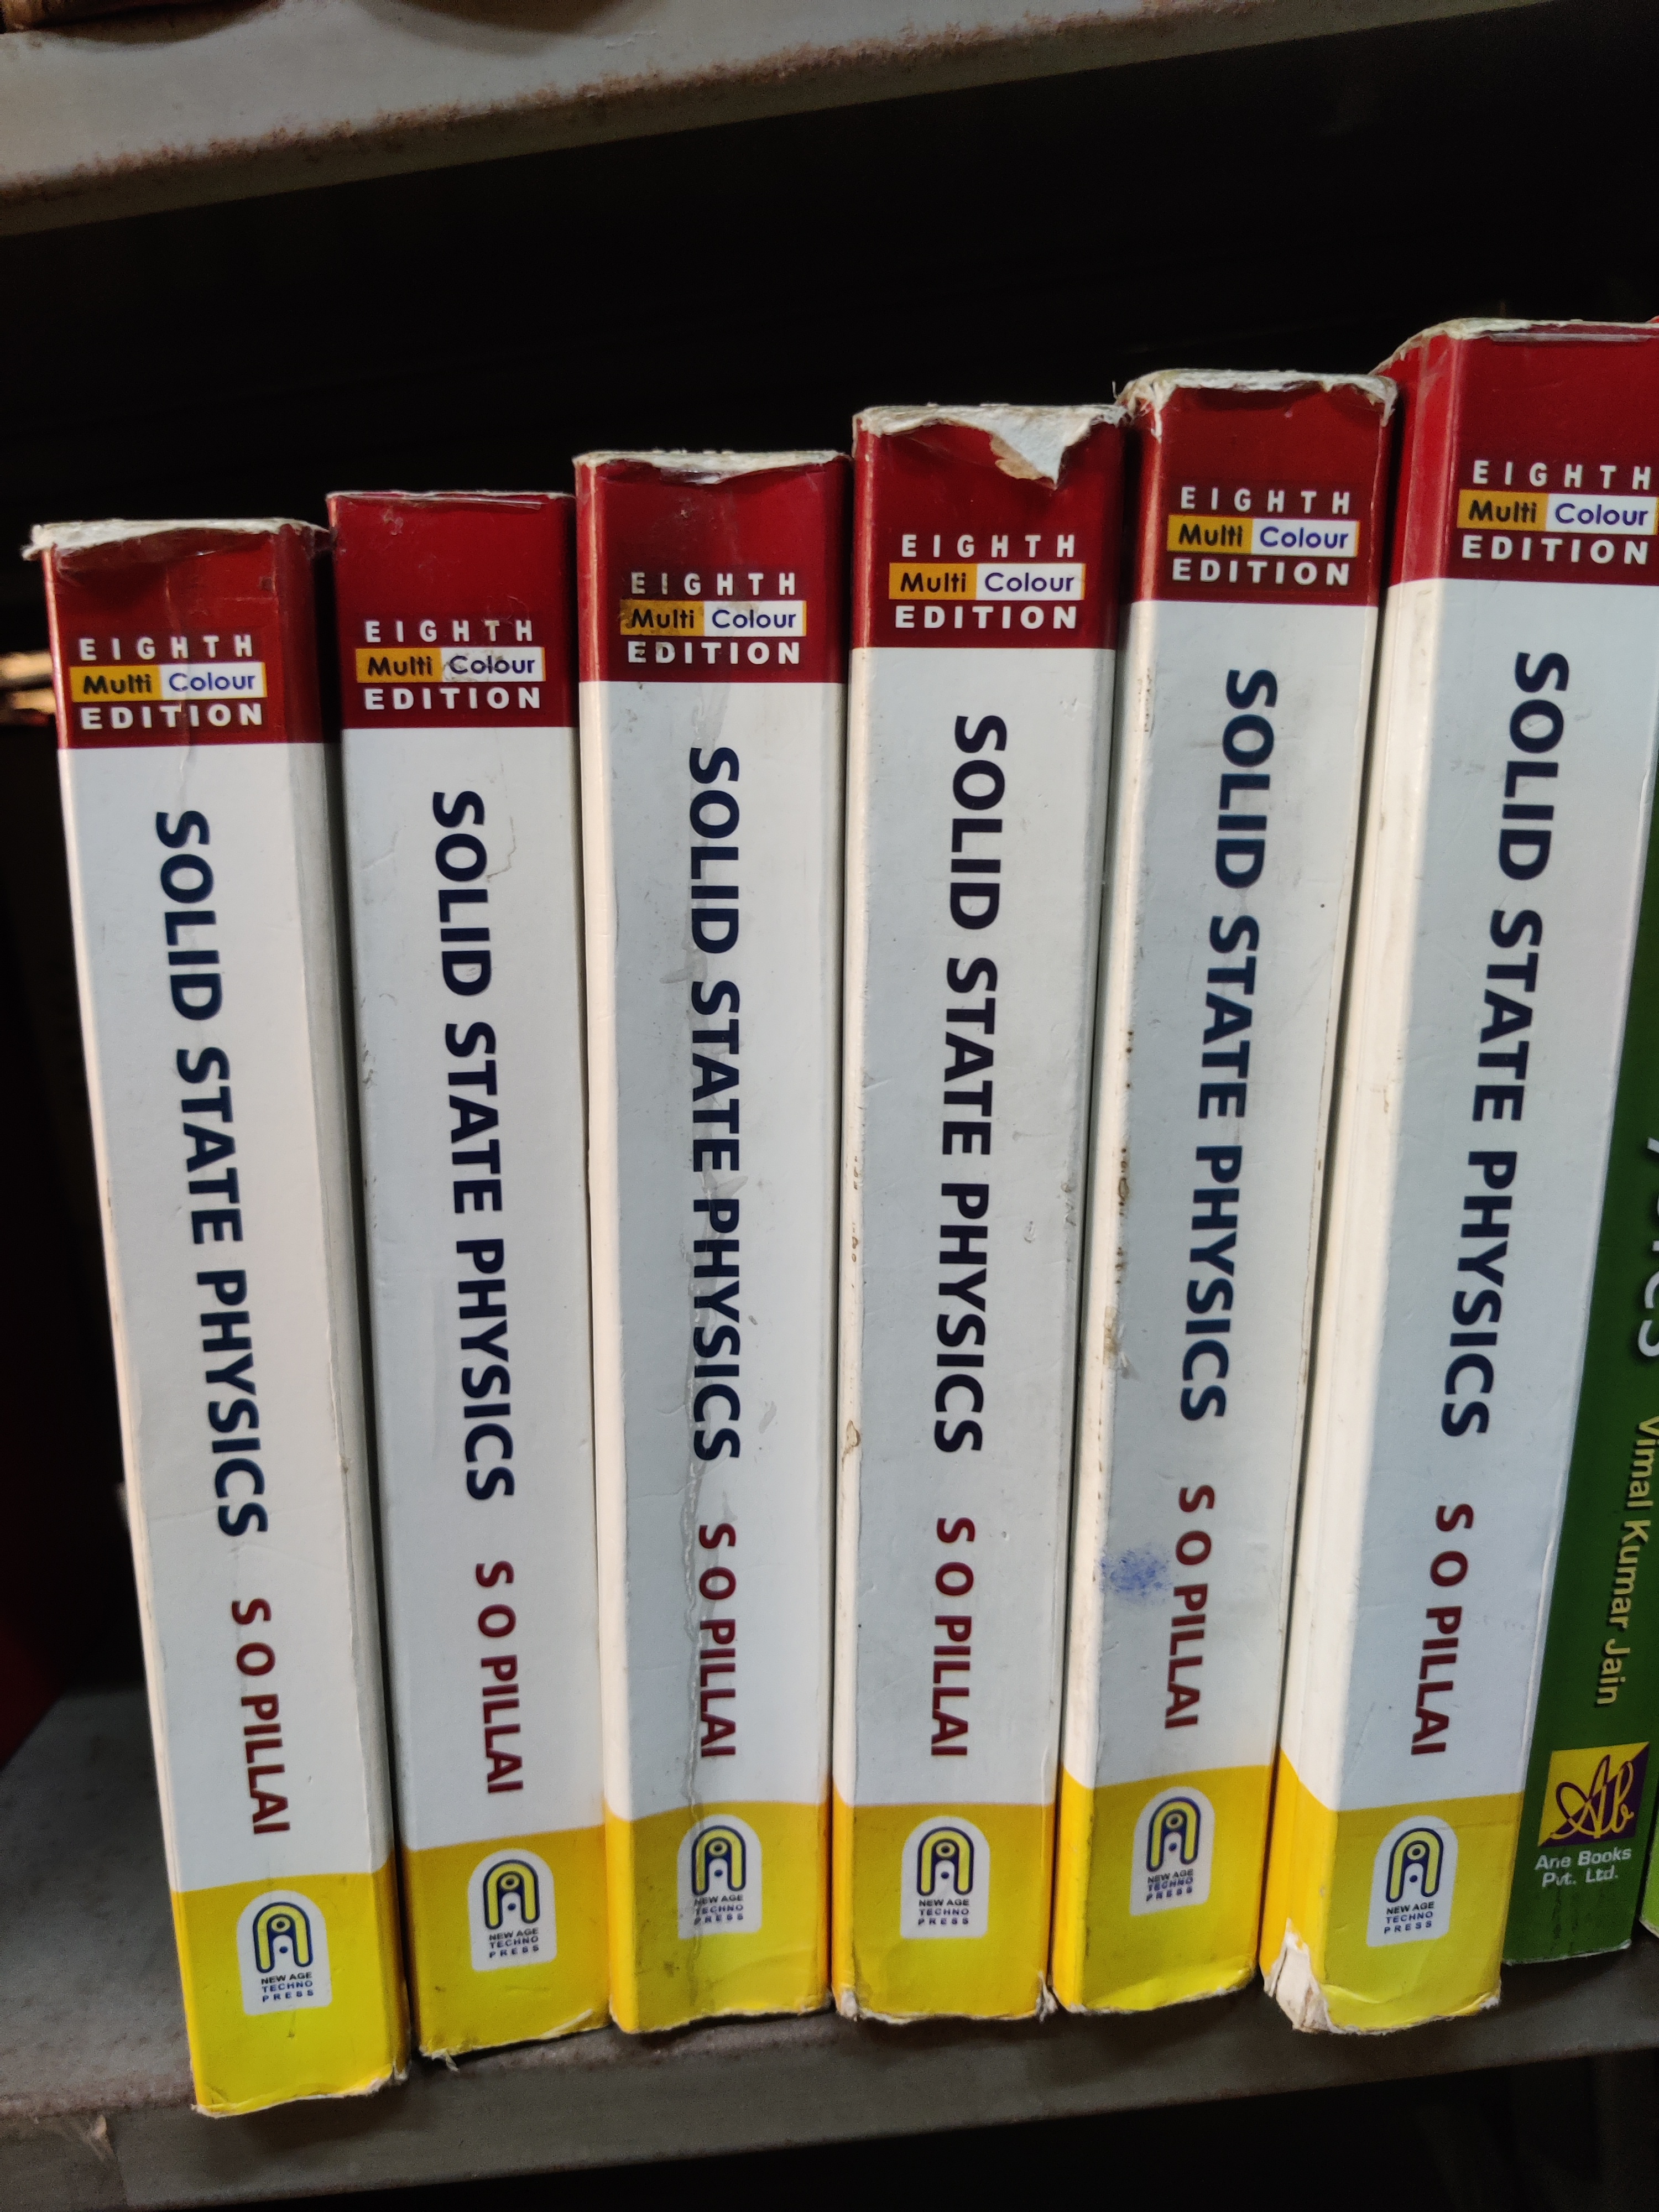 EIGHTH
Multi Colour
EDITION
SOLID STATE PHYSICS
S O PILLAI
NEW AGE
TECHNO
PRESS
EIGHTH
Multi Colour
EDITION
SOLID STATE PHYSICS
S O PILLAI
NEW AGE
TECHNO
PRESS
EIGHTH
Multi Colour
EDITION
SOLID STATE PHYSICS
S O PILLAI
NEW AGE
TECHNO
PRESS
EIGHTH
Multi Colour
EDITION
SOLID STATE PHYSICS
S O PILLAI
NEW AGE
TECHNO
PRESS
EIGHTH
Multi Colour
EDITION
SOLID STATE PHYSICS
S O PILLAI
NEW AGE
TECHNO
PRESS
EIGHTH
Multi Colour
EDITION
SOLID STATE PHYSICS
S O PILLAI
NEW AGE
TECHNO
PRESS
Vimal Kumar Jain
Ab
Ane Books
Pvt. Ltd.